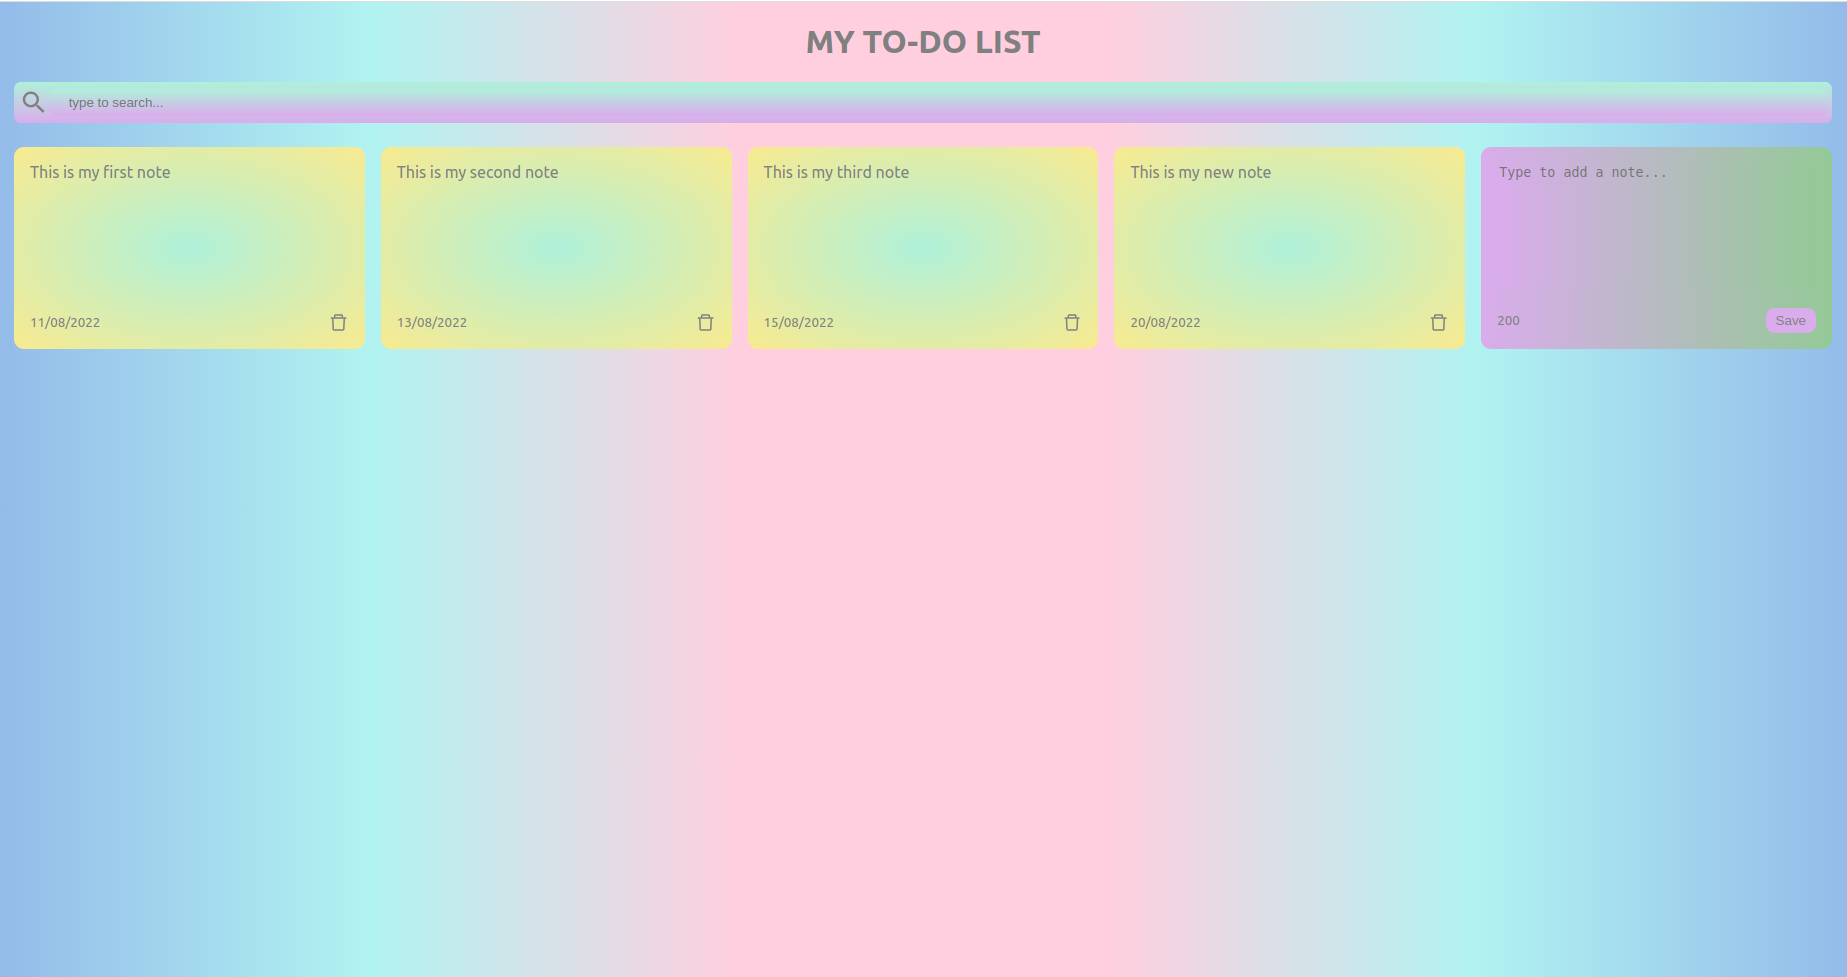 MY TO-DO LIST
type to search...
This is my first note
11/08/2022
This is my second note
13/08/2022
This is my third note
15/08/2022
This is my new note
20/08/2022
Type to add a note...
200
Save